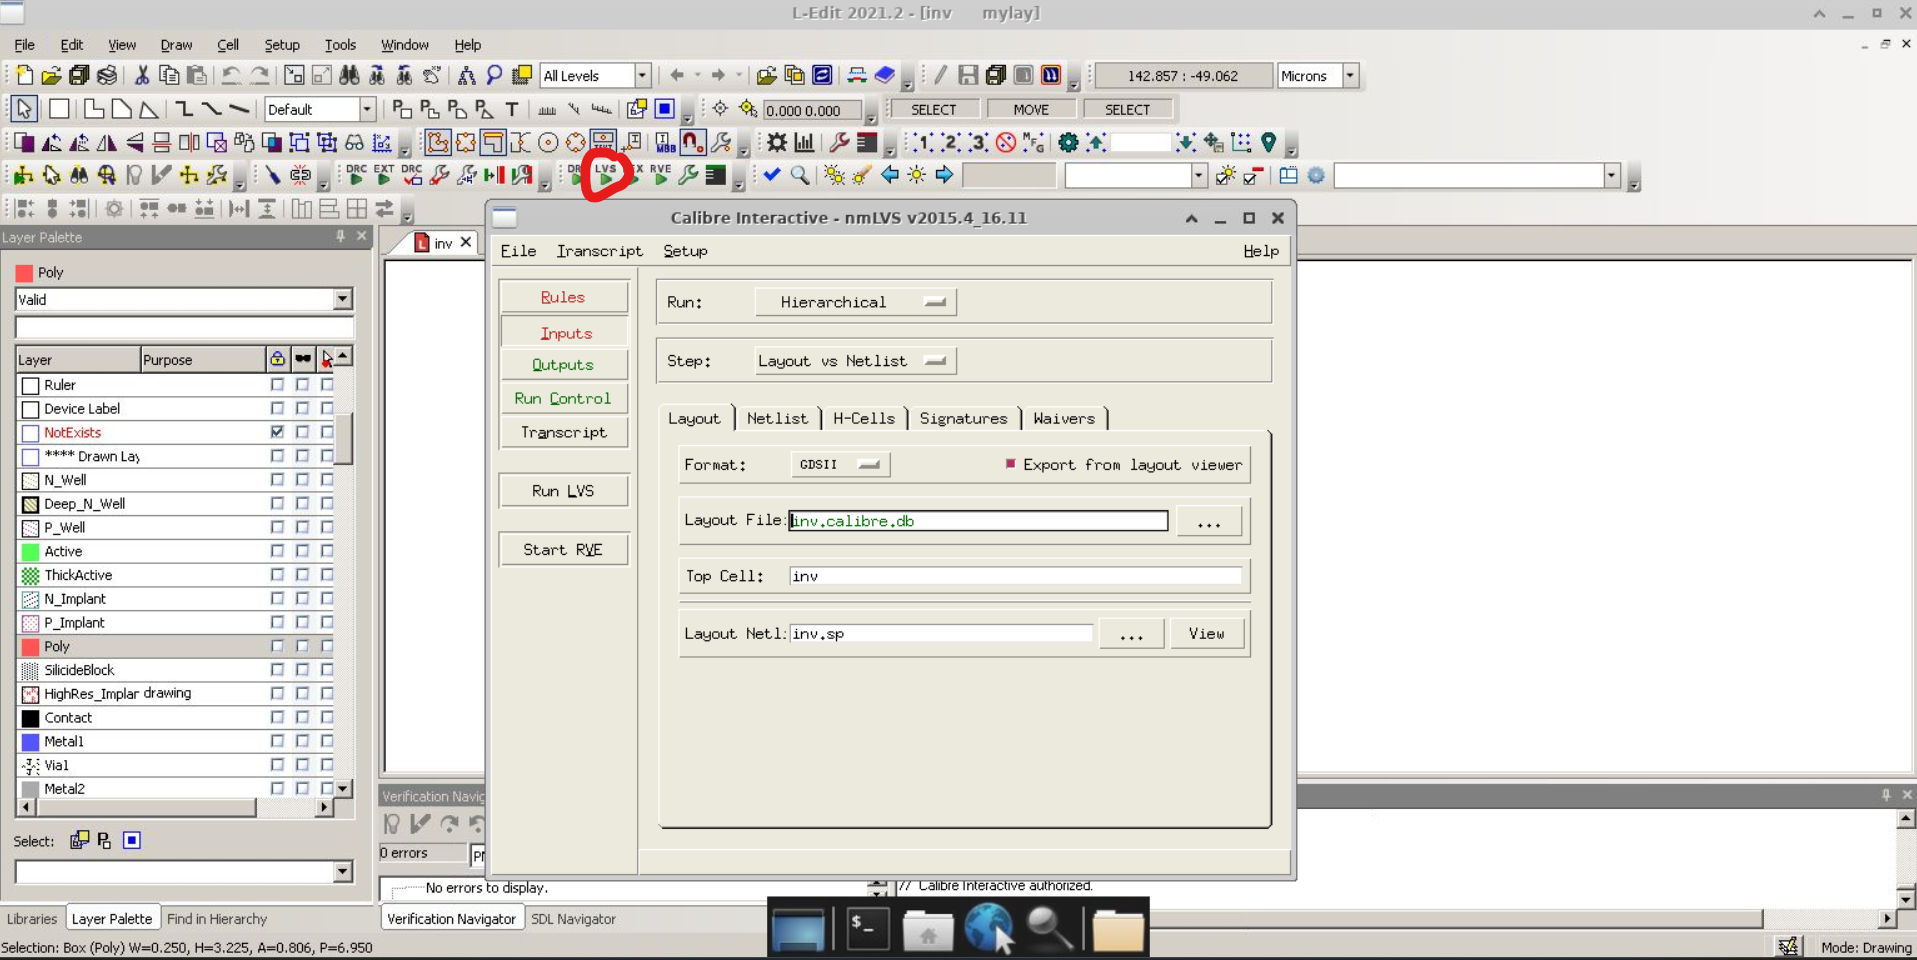 L-Edit 2021.2 - [inv mylay]
File Edit View Draw Cell Setup Tools Window Help
All Levels 142.857 : -49.062 Microns
Default 0.000 0.000 SELECT MOVE SELECT
DRC EXT DRC LVS RVE
Layer Palette
inv
Poly
Valid
Layer Purpose
Ruler
Device Label
NotExists
**** Drawn Lay
N_Well
Deep_N_Well
P_Well
Active
ThickActive
N_Implant
P_Implant
Poly
SilicideBlock
HighRes_Implar drawing
Contact
Metal1
Via1
Metal2
Select:
Libraries Layer Palette Find in Hierarchy
Calibre Interactive - nmLVS v2015.4_16.11
File Transcript Setup Help
Rules
Inputs
Outputs
Run Control
Transcript
Run LVS
Start RVE
Run: Hierarchical
Step: Layout vs Netlist
Layout Netlist H-Cells Signatures Waivers
Format: GDSII Export from layout viewer
Layout File: inv.calibre.db ...
Top Cell: inv
Layout Netl: inv.sp ... View
Verification Navig
0 errors
No errors to display.
// Calibre Interactive authorized.
Verification Navigator SDL Navigator
Selection: Box (Poly) W=0.250, H=3.225, A=0.806, P=6.950
Mode: Drawing